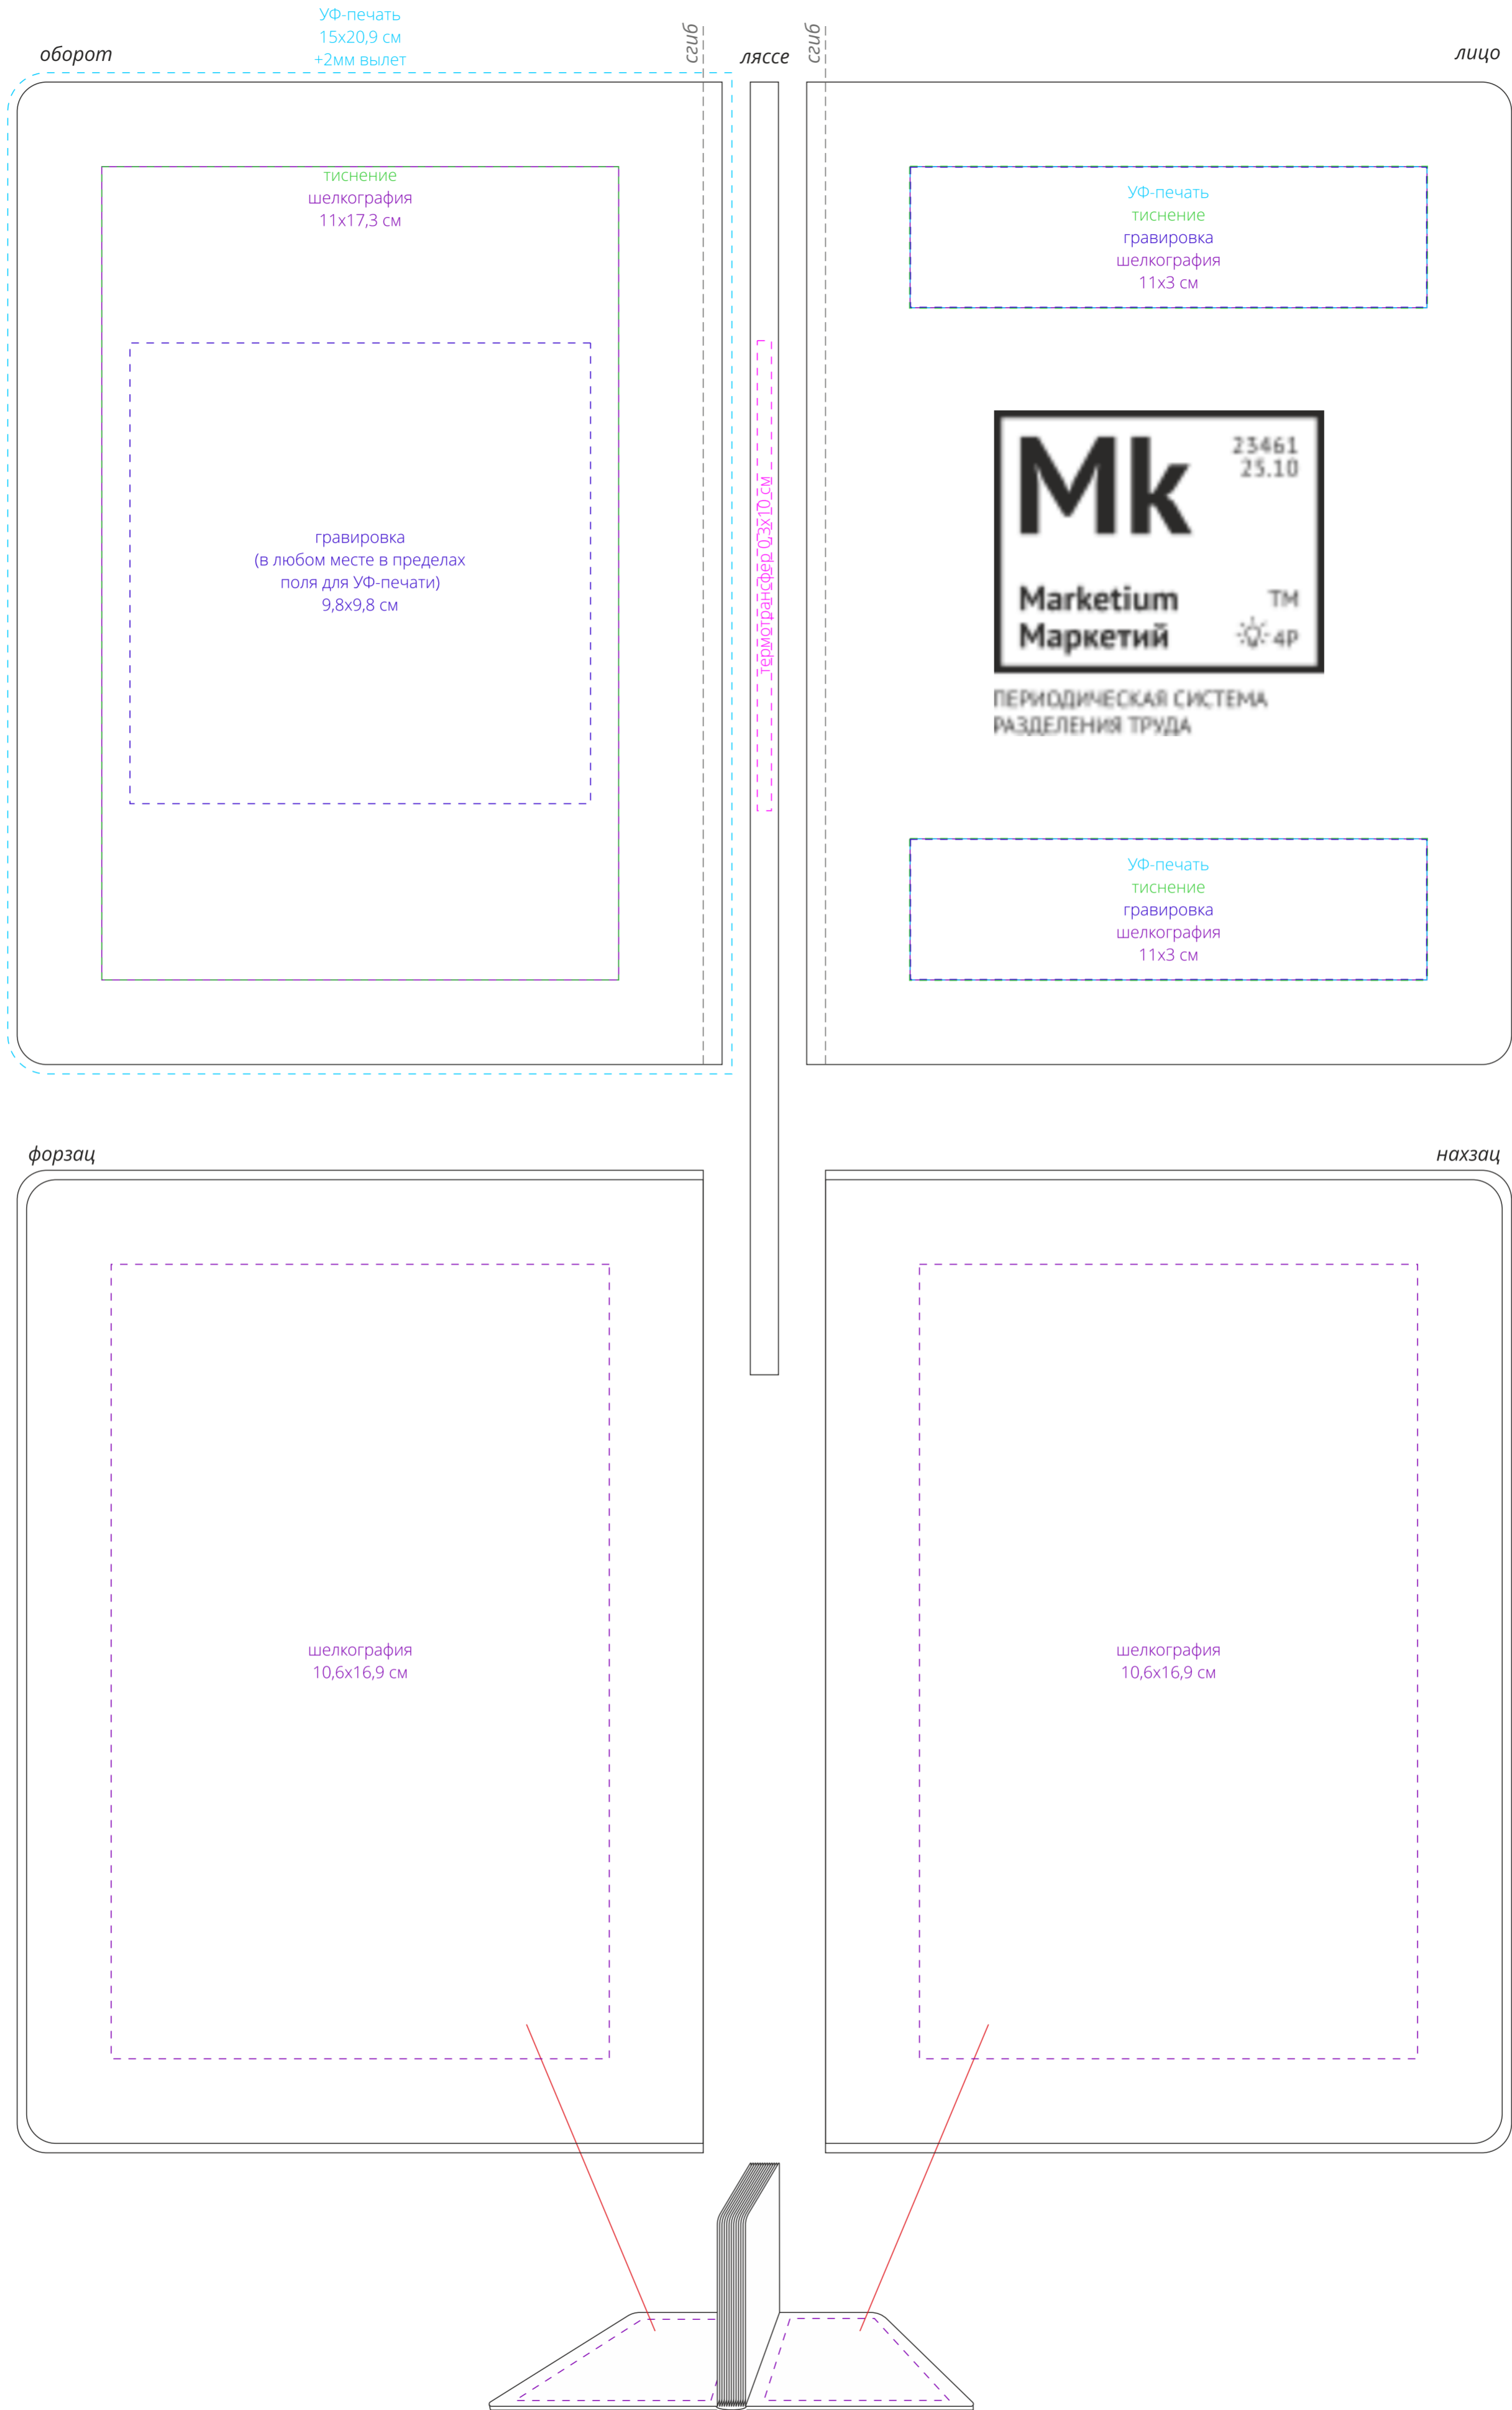 УФ-печать
15х20,9 см
+2мм вылет
оборот
сгиб
ляссе
сгиб
лицо
тиснение
шелкография
11х17,3 см
гравировка
(в любом месте в пределах
поля для УФ-печати)
9,8х9,8 см
термотрансфер 0,3х10 см
УФ-печать
тиснение
гравировка
шелкография
11х3 см
Mk
23461
25.10
Marketium
Маркетий
TM
4P
ПЕРИОДИЧЕСКАЯ СИСТЕМА
РАЗДЕЛЕНИЯ ТРУДА
УФ-печать
тиснение
гравировка
шелкография
11х3 см
форзац
нахзац
шелкография
10,6х16,9 см
шелкография
10,6х16,9 см